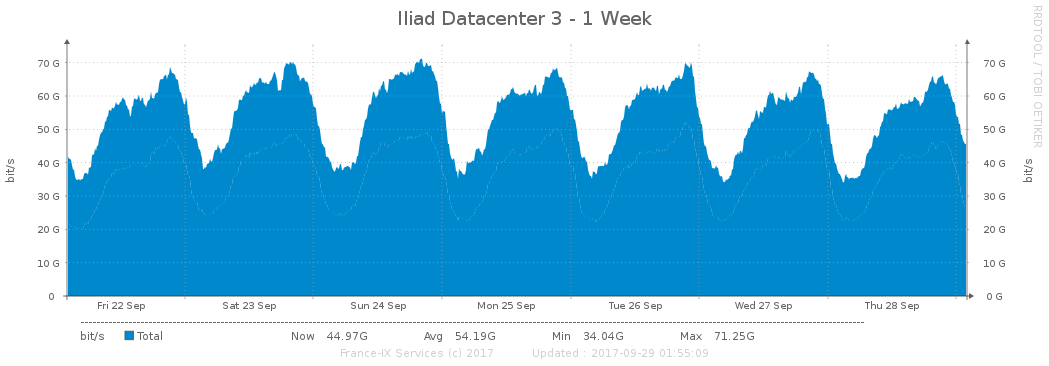 Iliad Datacenter 3 - 1 Week
RRDTOOL / TOBI OETIKER
bit/s
70 G
60 G
50 G
40 G
30 G
20 G
10 G
0
70 G
60 G
50 G
40 G
30 G
20 G
10 G
0 G
bit/s
Fri 22 Sep Sat 23 Sep Sun 24 Sep Mon 25 Sep Tue 26 Sep Wed 27 Sep Thu 28 Sep
bit/s Total Now 44.97G Avg 54.19G Min 34.04G Max 71.25G
France-IX Services (c) 2017 Updated : 2017-09-29 01:55:09